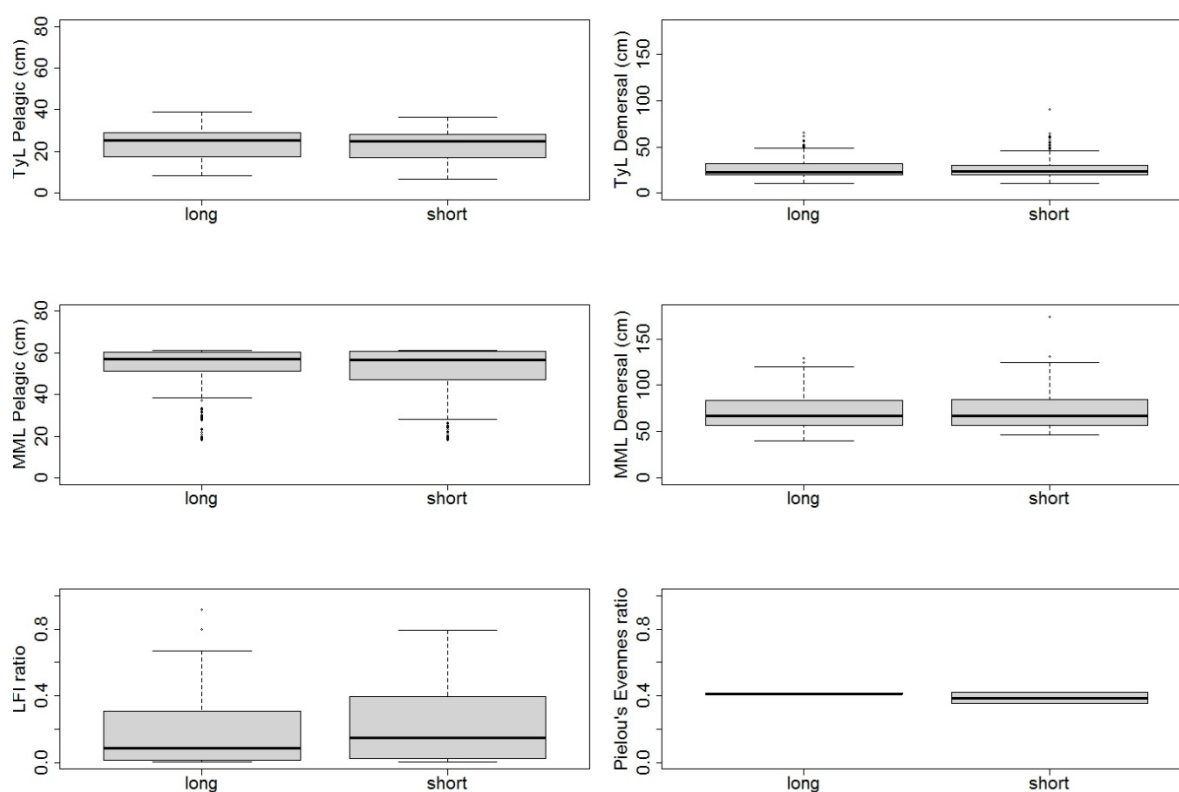 TyL Pelagic (cm)
80
60
40
20
0
long short
TyL Demersal (cm)
150
100
50
0
long short
MML Pelagic (cm)
80
60
40
20
0
long short
MML Demersal (cm)
150
100
50
0
long short
LFI ratio
0.8
0.4
0.0
long short
Pielou's Evennes ratio
0.8
0.4
0.0
long short